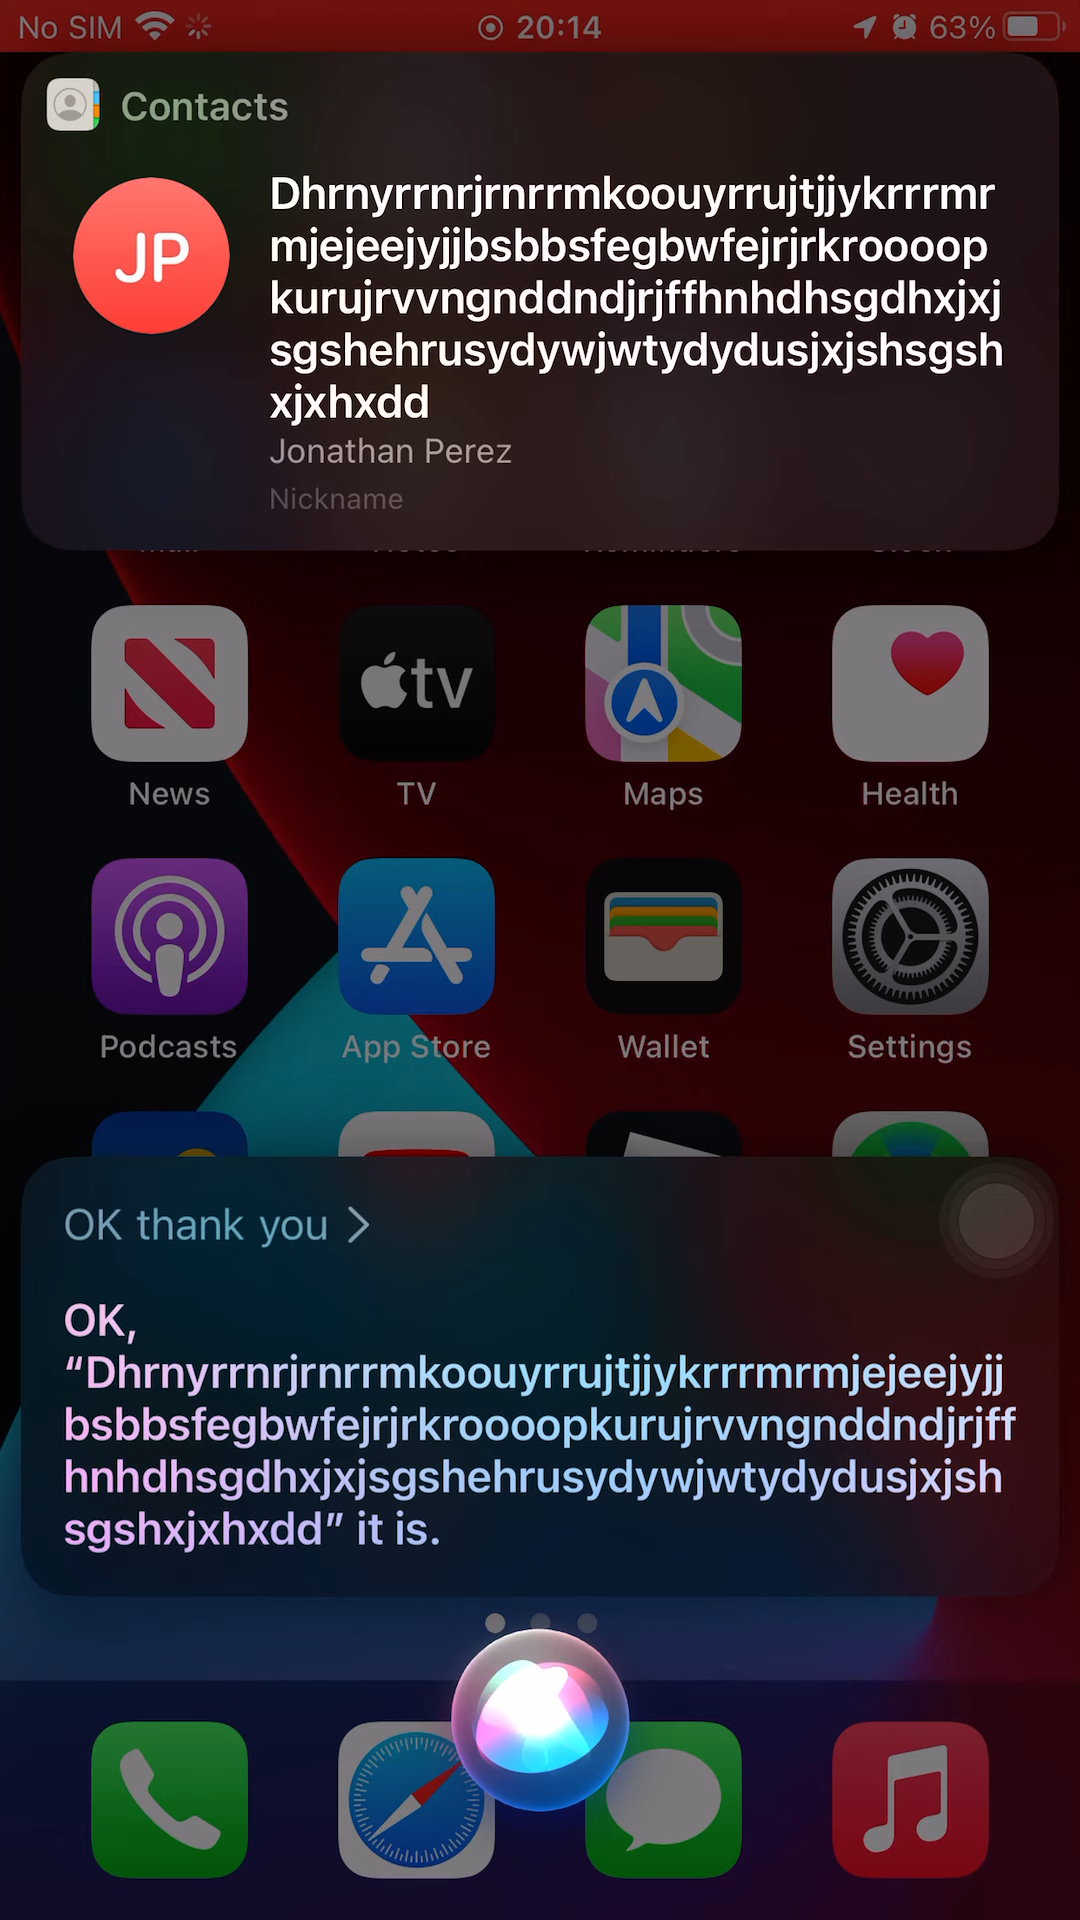 No SIM 20:14 63%
Contacts
JP
Dhrnyrrnrjrnrrmkoouyrrujtjjykrrrmr
mjejeejyjjbsbbsfegbwfejrjrkroooop
kurujrvvngnddndjrjffhnhdhsgdhxjxj
sgshehrusydywjwtydydusjxjshsgsh
xjxhxdd
Jonathan Perez
Nickname
tv
News TV Maps Health
Podcasts App Store Wallet Settings
OK thank you
OK,
“Dhrnyrrnrjrnrrmkoouyrrujtjjykrrrmrmjejeejyjj
bsbbsfegbwfejrjrkroooopkurujrvvngnddndjrjff
hnhdhsgdhxjxjsgshehrusydywjwtydydusjxjsh
sgshxjxhxdd” it is.